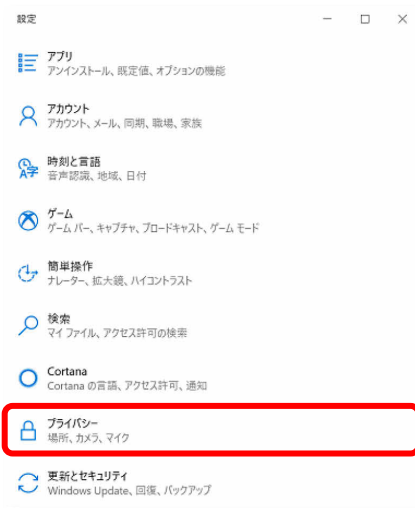 設定
アプリ
アンインストール、既定値、オプションの機能
アカウント
アカウント、メール、同期、職場、家族
時刻と言語
音声認識、地域、日付
ゲーム
ゲーム バー、キャプチャ、ブロードキャスト、ゲーム モード
簡単操作
ナレーター、拡大鏡、ハイコントラスト
検索
マイ ファイル、アクセス許可の検索
Cortana
Cortana の言語、アクセス許可、通知
プライバシー
場所、カメラ、マイク
更新とセキュリティ
Windows Update、回復、バックアップ